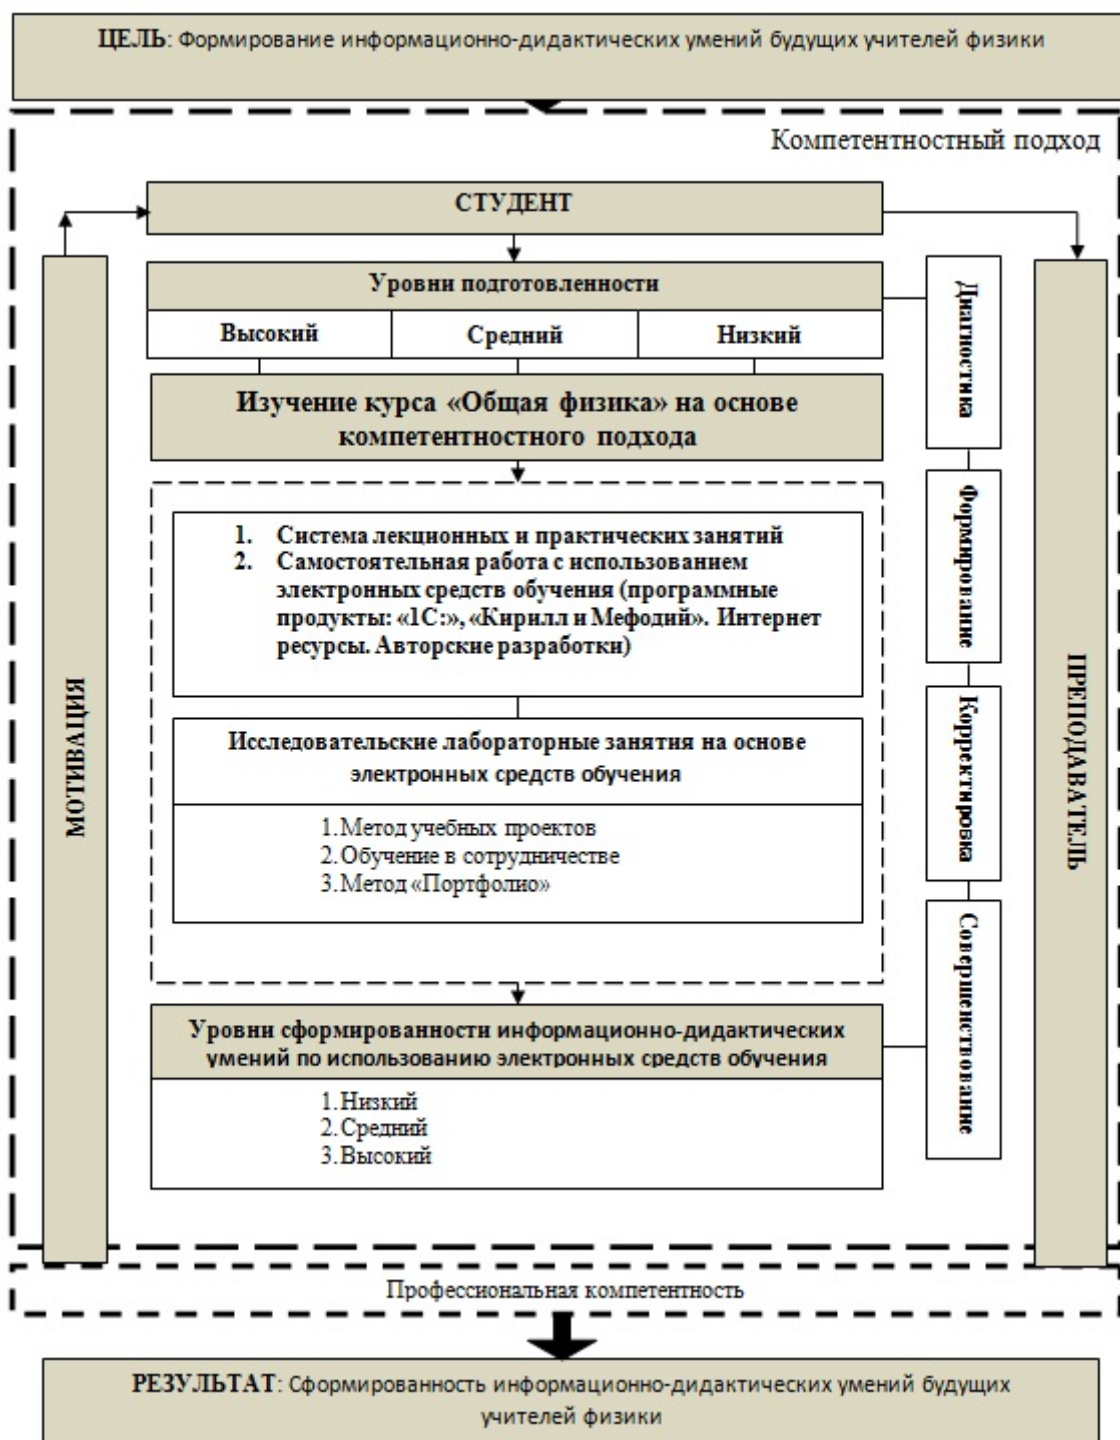 ЦЕЛЬ: Формирование информационно-дидактических умений будущих учителей физики
Компетентностный подход
СТУДЕНТ
МОТИВАЦИЯ
Уровни подготовленности
Высокий
Средний
Низкий
Изучение курса «Общая физика» на основе
компетентностного подхода
1. Система лекционных и практических занятий
2. Самостоятельная работа с использованием
электронных средств обучения (программные
продукты: «1С:», «Кирилл и Мефодий». Интернет
ресурсы. Авторские разработки)
Исследовательские лабораторные занятия на основе
электронных средств обучения
1. Метод учебных проектов
2. Обучение в сотрудничестве
3. Метод «Портфолио»
Уровни сформированности информационно-дидактических
умений по использованию электронных средств обучения
1. Низкий
2. Средний
3. Высокий
Диагностика
Формирование
Корректировка
Совершенствование
ПРЕПОДАВАТЕЛЬ
Профессиональная компетентность
РЕЗУЛЬТАТ: Сформированность информационно-дидактических умений будущих
учителей физики